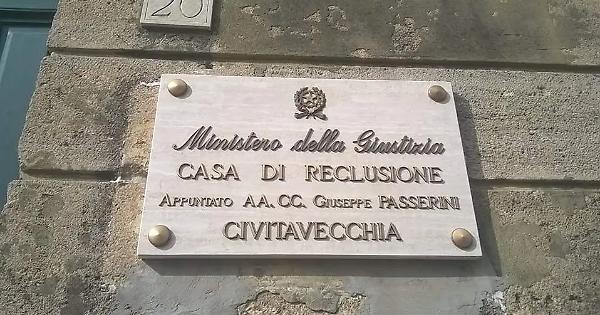 20
Ministero della Giustizia
CASA DI RECLUSIONE
APPUNTATO AA. CC. GIUSEPPE PASSERINI
CIVITAVECCHIA